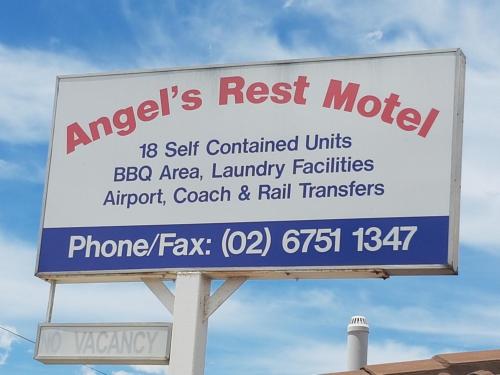 Angel's Rest Motel
18 Self Contained Units
BBQ Area, Laundry Facilities
Airport, Coach & Rail Transfers
Phone/Fax: (02) 6751 1347
NO VACANCY